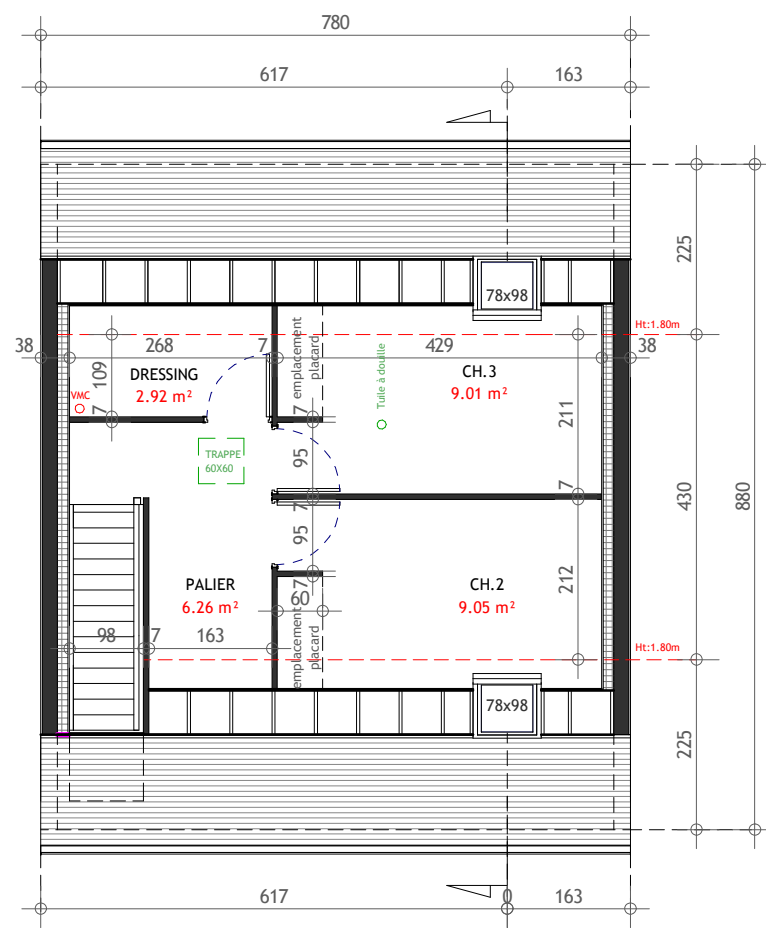 780
617
163
225
78x98
Ht:1.80m
38
268
7
429
38
emplacement
placard
109
DRESSING
2.92 m²
CH.3
9.01 m²
Tuile à douille
VMC
7
7
211
TRAPPE
60X60
95
7
7
430
880
95
PALIER
6.26 m²
7
60
CH.2
9.05 m²
212
98
7
163
emplacement
placard
Ht:1.80m
78x98
225
617
0
163